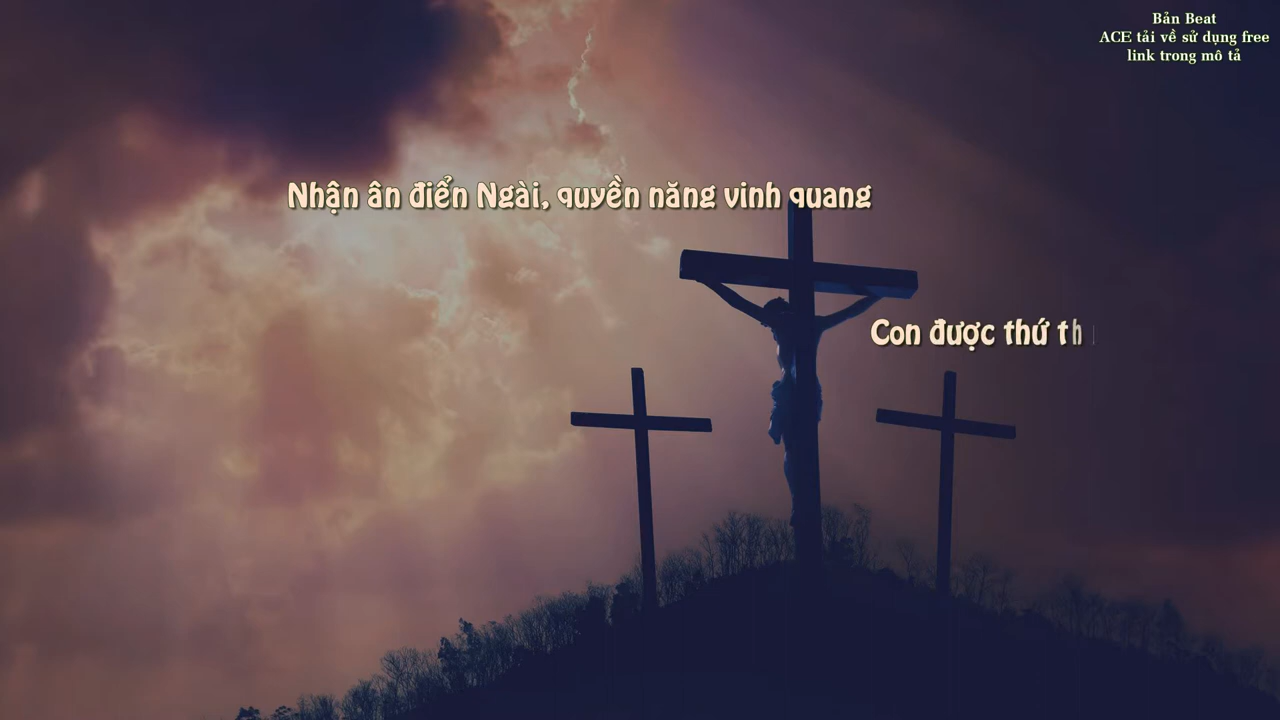 Bản Beat
ACE tải về sử dụng free
link trong mô tả
Nhận ân điển Ngài, quyền năng vinh quang
Con được thứ th